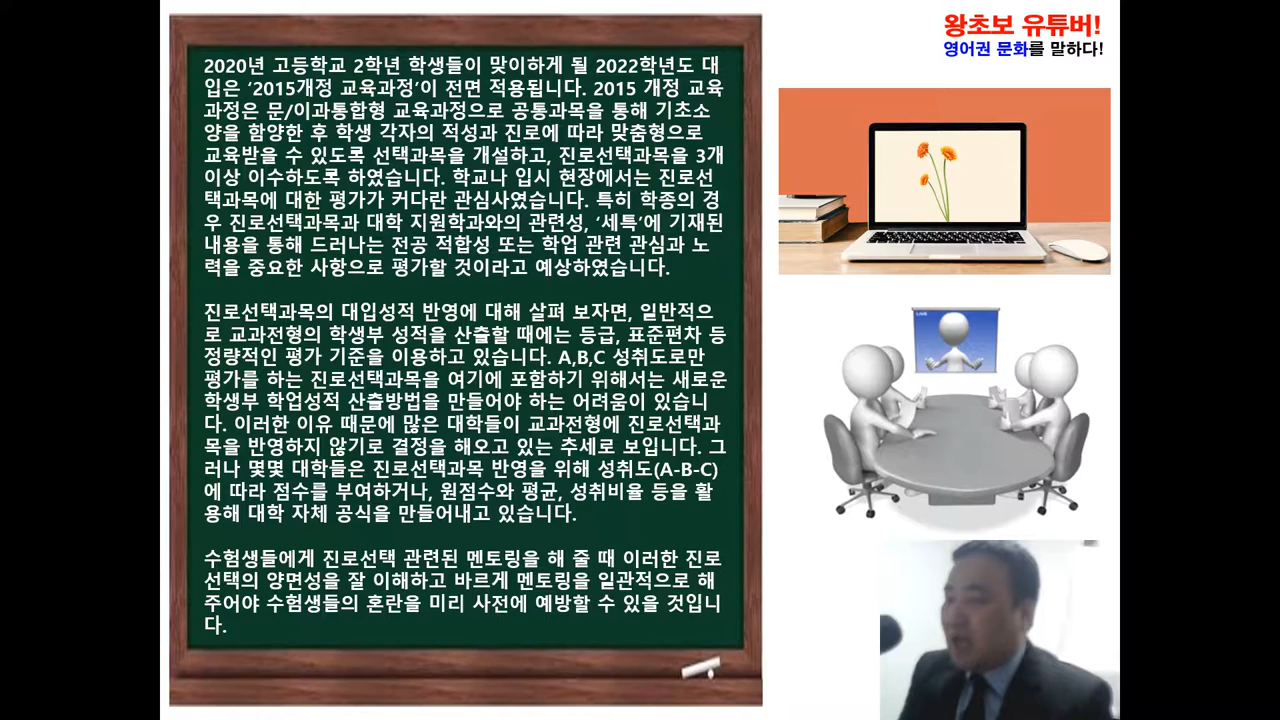 왕초보 유튜버!
영어권 문화를 말하다!
2020년 고등학교 2학년 학생들이 맞이하게 될 2022학년도 대
입은 ‘2015개정 교육과정’이 전면 적용됩니다. 2015 개정 교육
과정은 문/이과통합형 교육과정으로 공통과목을 통해 기초소
양을 함양한 후 학생 각자의 적성과 진로에 따라 맞춤형으로
교육받을 수 있도록 선택과목을 개설하고, 진로선택과목을 3개
이상 이수하도록 하였습니다. 학교나 입시 현장에서는 진로선
택과목에 대한 평가가 커다란 관심사였습니다. 특히 학종의 경
우 진로선택과목과 대학 지원학과와의 관련성, ‘세특’에 기재된
내용을 통해 드러나는 전공 적합성 또는 학업 관련 관심과 노
력을 중요한 사항으로 평가할 것이라고 예상하였습니다.
진로선택과목의 대입성적 반영에 대해 살펴 보자면, 일반적으
로 교과전형의 학생부 성적을 산출할 때에는 등급, 표준편차 등
정량적인 평가 기준을 이용하고 있습니다. A,B,C 성취도로만
평가를 하는 진로선택과목을 여기에 포함하기 위해서는 새로운
학생부 학업성적 산출방법을 만들어야 하는 어려움이 있습니
다. 이러한 이유 때문에 많은 대학들이 교과전형에 진로선택과
목을 반영하지 않기로 결정을 해오고 있는 추세로 보입니다. 그
러나 몇몇 대학들은 진로선택과목 반영을 위해 성취도(A-B-C)
에 따라 점수를 부여하거나, 원점수와 평균, 성취비율 등을 활
용해 대학 자체 공식을 만들어내고 있습니다.
수험생들에게 진로선택 관련된 멘토링을 해 줄 때 이러한 진로
선택의 양면성을 잘 이해하고 바르게 멘토링을 일관적으로 해
주어야 수험생들의 혼란을 미리 사전에 예방할 수 있을 것입니
다.
LIVE